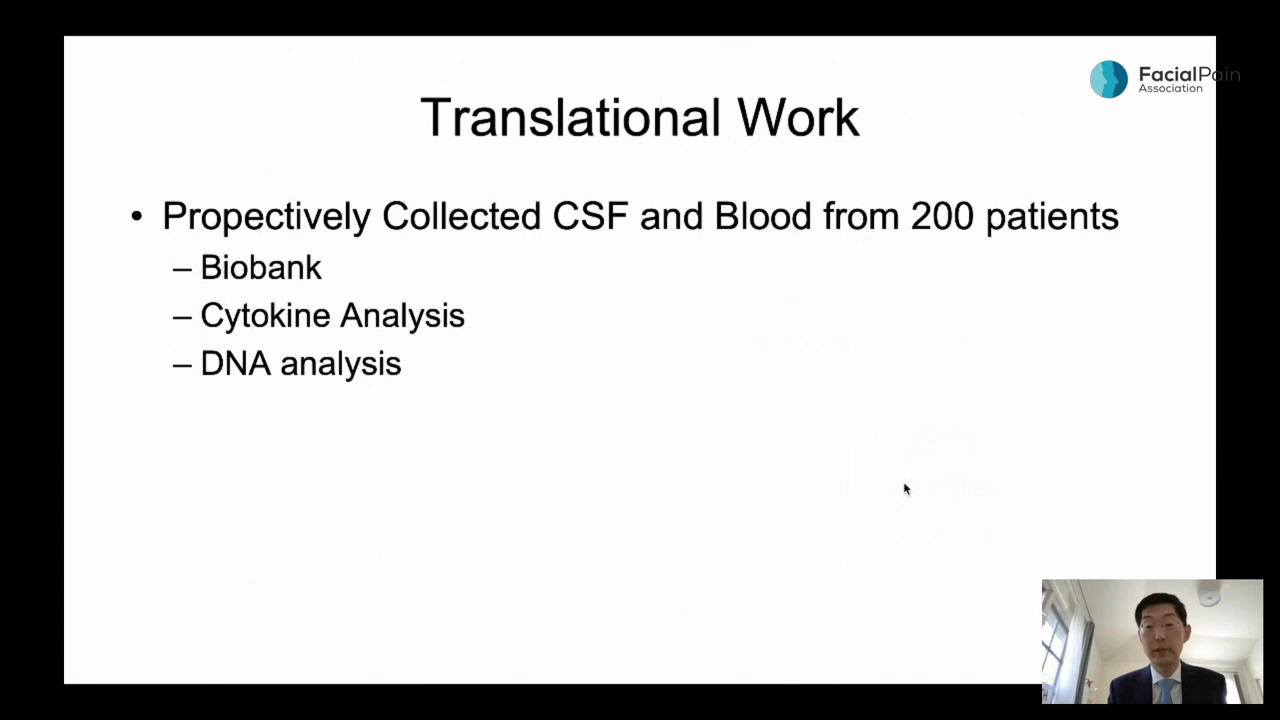 FacialPain
Association
Translational Work
• Propectively Collected CSF and Blood from 200 patients
– Biobank
– Cytokine Analysis
– DNA analysis